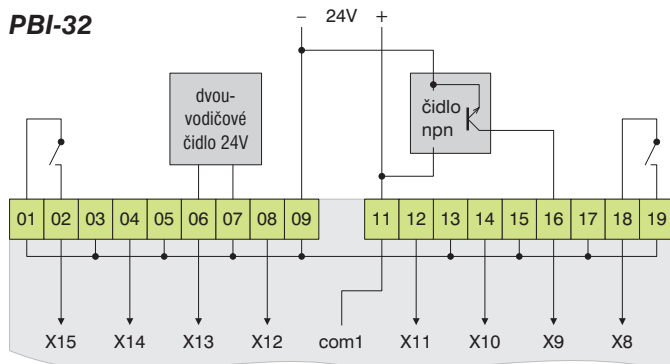 PBI-32
– 24V +
dvou-
vodičové
čidlo 24V
čidlo
npn
01 02 03 04 05 06 07 08 09 11 12 13 14 15 16 17 18 19
X15 X14 X13 X12 com1 X11 X10 X9 X8